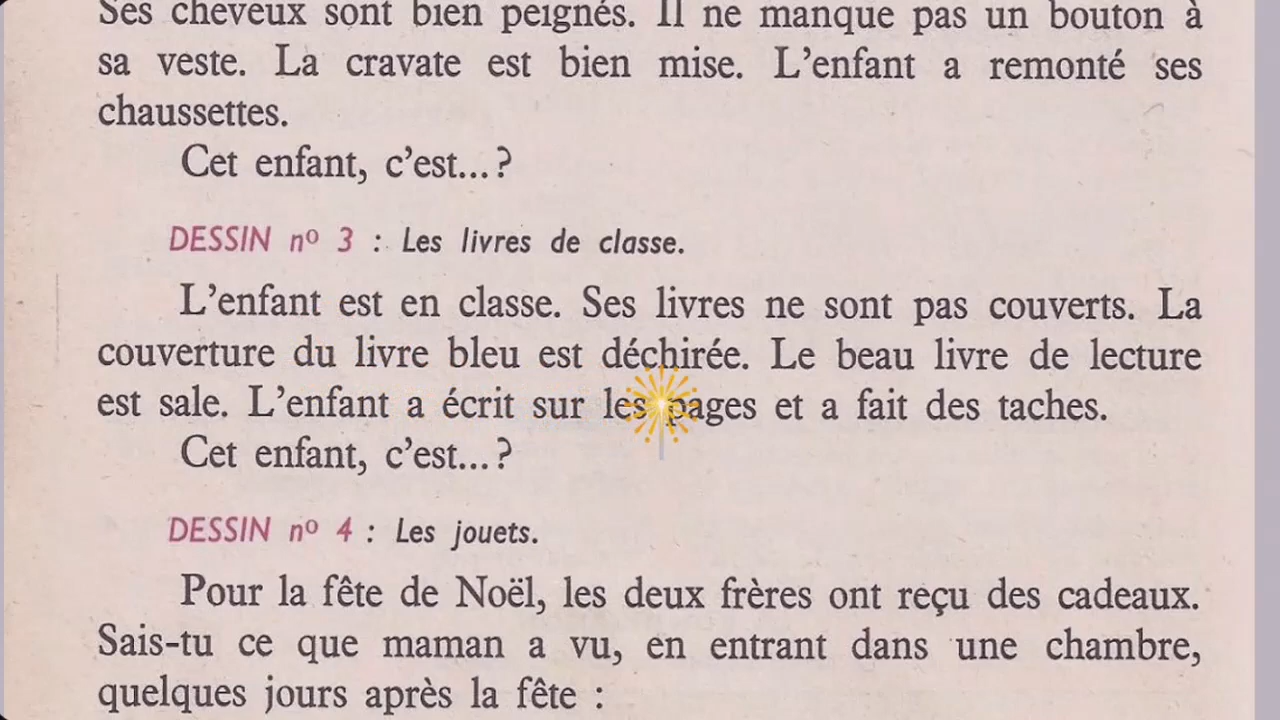 Ses cheveux sont bien peignés. Il ne manque pas un bouton à
sa veste. La cravate est bien mise. L'enfant a remonté ses
chaussettes.
Cet enfant, c'est...?
DESSIN nº 3 : Les livres de classe.
L'enfant est en classe. Ses livres ne sont pas couverts. La
couverture du livre bleu est déchirée. Le beau livre de lecture
est sale. L'enfant a écrit sur les pages et a fait des taches.
Cet enfant, c'est...?
DESSIN nº 4 : Les jouets.
Pour la fête de Noël, les deux frères ont reçu des cadeaux.
Sais-tu ce que maman a vu, en entrant dans une chambre,
quelques jours après la fête :